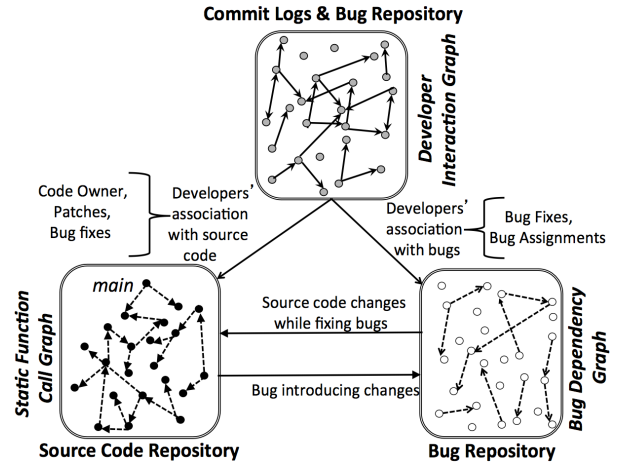 Commit Logs & Bug Repository
Developer
Interaction Graph
Code Owner,
Patches,
Bug fixes
Developers'
association
with source
code
Developers'
association
with bugs
Bug Fixes,
Bug Assignments
main
Static Function
Call Graph
Source code changes
while fixing bugs
Bug introducing changes
Bug Dependency
Graph
Source Code Repository
Bug Repository